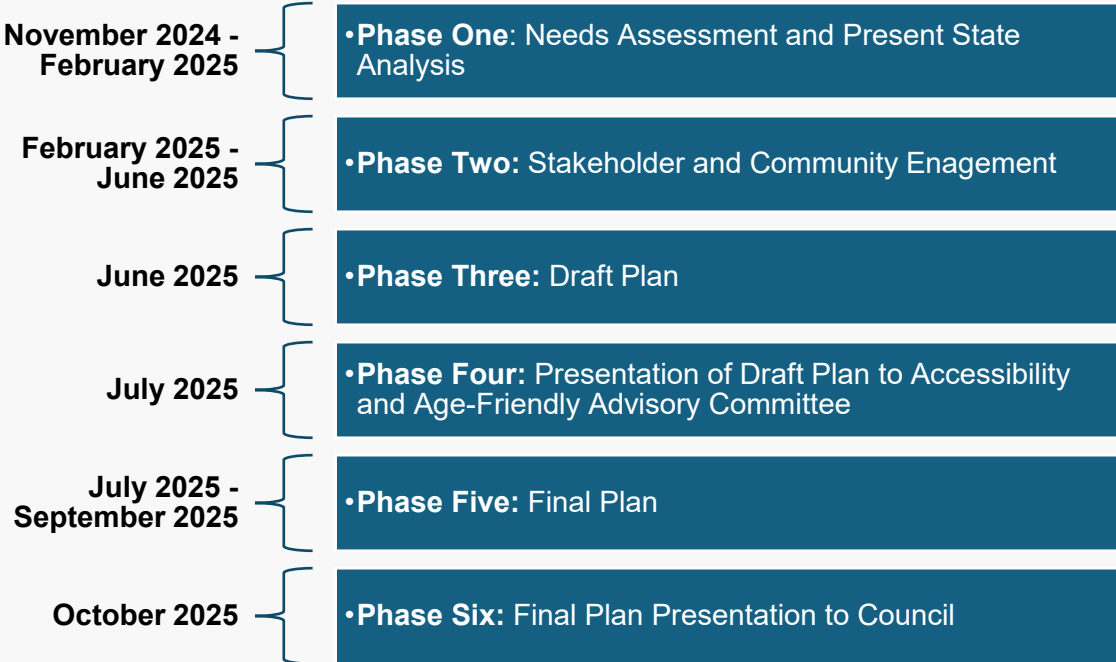 November 2024 -
February 2025
•Phase One: Needs Assessment and Present State
Analysis
February 2025 -
June 2025
•Phase Two: Stakeholder and Community Enagement
June 2025
•Phase Three: Draft Plan
July 2025
•Phase Four: Presentation of Draft Plan to Accessibility
and Age-Friendly Advisory Committee
July 2025 -
September 2025
•Phase Five: Final Plan
October 2025
•Phase Six: Final Plan Presentation to Council